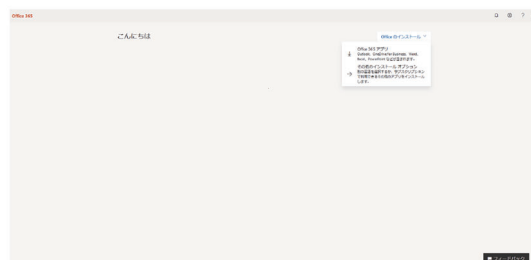 Office 365
?
こんにちは
Office のインストール
Office 365 アプリ
Outlook, OneDrive for Business, Word,
Excel, PowerPoint などが含まれます。
その他のインストール オプション
別の言語を選択するか、サブスクリプション
で利用できるその他のアプリをインストール
します。
フィードバック